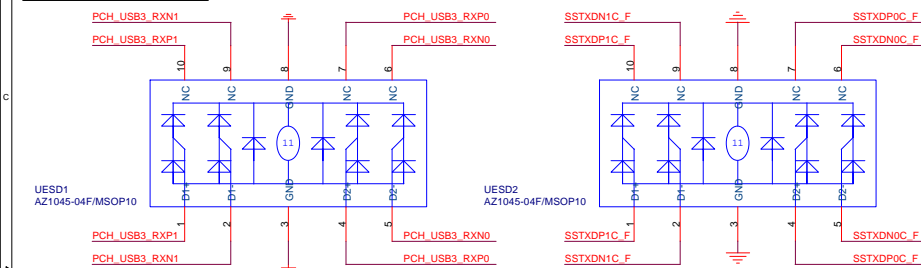 PCH_USB3_RXN1 PCH_USB3_RXP0 SSTXDN1C_F SSTXDP0C_F
PCH_USB3_RXP1 PCH_USB3_RXN0 SSTXDP1C_F SSTXDN0C_F
10 9 8 7 6 10 9 8 7 6
C
NC NC GND NC NC NC NC GND NC NC
11 11
UESD1 UESD2
AZ1045-04F/MSOP10 AZ1045-04F/MSOP10
D1+ D1- GND D2+ D2- D1+ D1- GND D2+ D2-
1 2 3 4 5 1 2 3 4 5
PCH_USB3_RXP1 PCH_USB3_RXN0 SSTXDP1C_F SSTXDN0C_F
PCH_USB3_RXN1 PCH_USB3_RXP0 SSTXDN1C_F SSTXDP0C_F